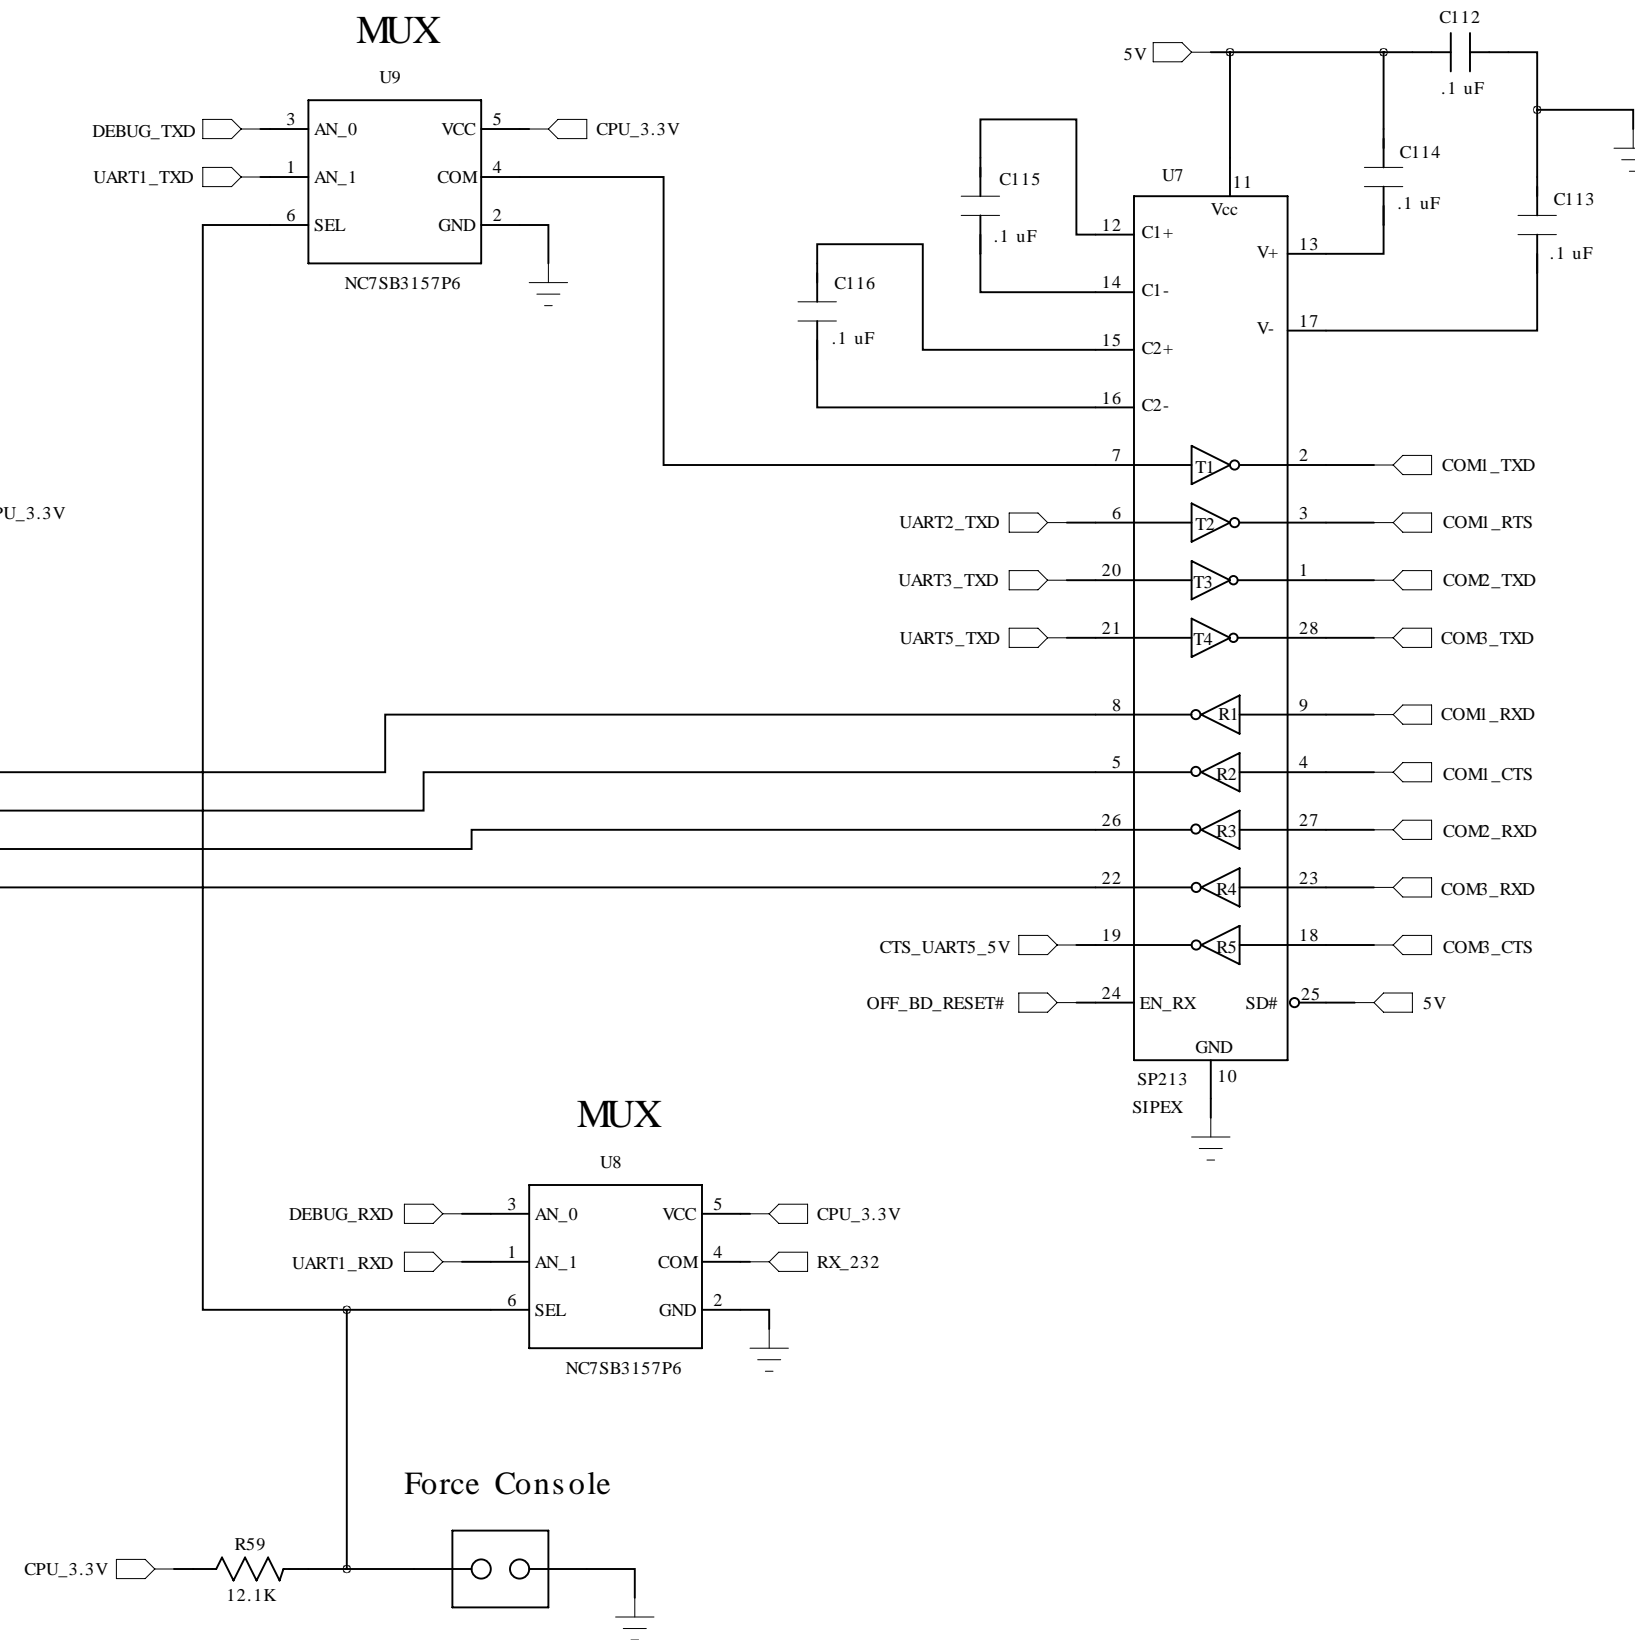 MUX
U9
DEBUG_TXD
3
AN_0
VCC
5
CPU_3.3V
UART1_TXD
1
AN_1
COM
4
6
SEL
GND
2
NC7SB3157P6
5V
C112
.1 uF
C114
.1 uF
C113
.1 uF
C115
.1 uF
C116
.1 uF
U7
11
Vcc
12
C1+
V+
13
14
C1-
V-
17
15
C2+
16
C2-
7
T1
2
COM1_TXD
UART2_TXD
6
T2
3
COM1_RTS
UART3_TXD
20
T3
1
COM2_TXD
UART5_TXD
21
T4
28
COM3_TXD
8
R1
9
COM1_RXD
5
R2
4
COM1_CTS
26
R3
27
COM2_RXD
22
R4
23
COM3_RXD
CTS_UART5_5V
19
R5
18
COM3_CTS
OFF_BD_RESET#
24
EN_RX
SD#
25
5V
GND
10
SP213
SIPEX
U_3.3V
MUX
U8
DEBUG_RXD
3
AN_0
VCC
5
CPU_3.3V
UART1_RXD
1
AN_1
COM
4
RX_232
6
SEL
GND
2
NC7SB3157P6
Force Console
CPU_3.3V
R59
12.1K